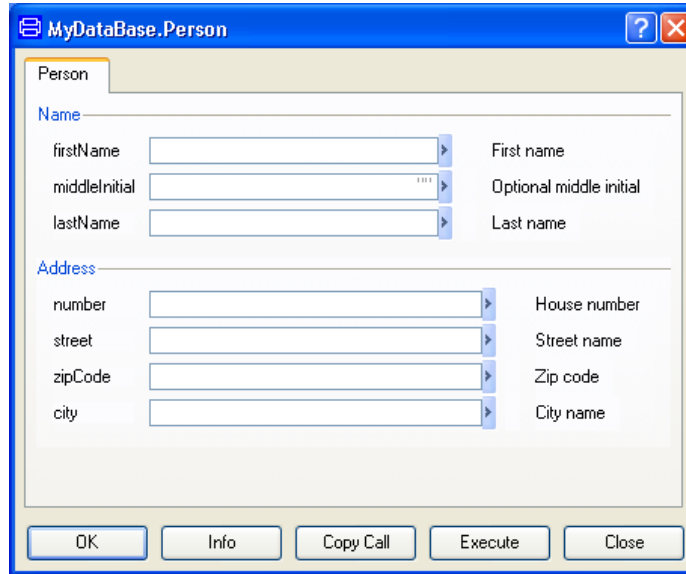 MyDataBase.Person
Person
Name
firstName First name
middleInitial "" Optional middle initial
lastName Last name
Address
number House number
street Street name
zipCode Zip code
city City name
OK Info Copy Call Execute Close